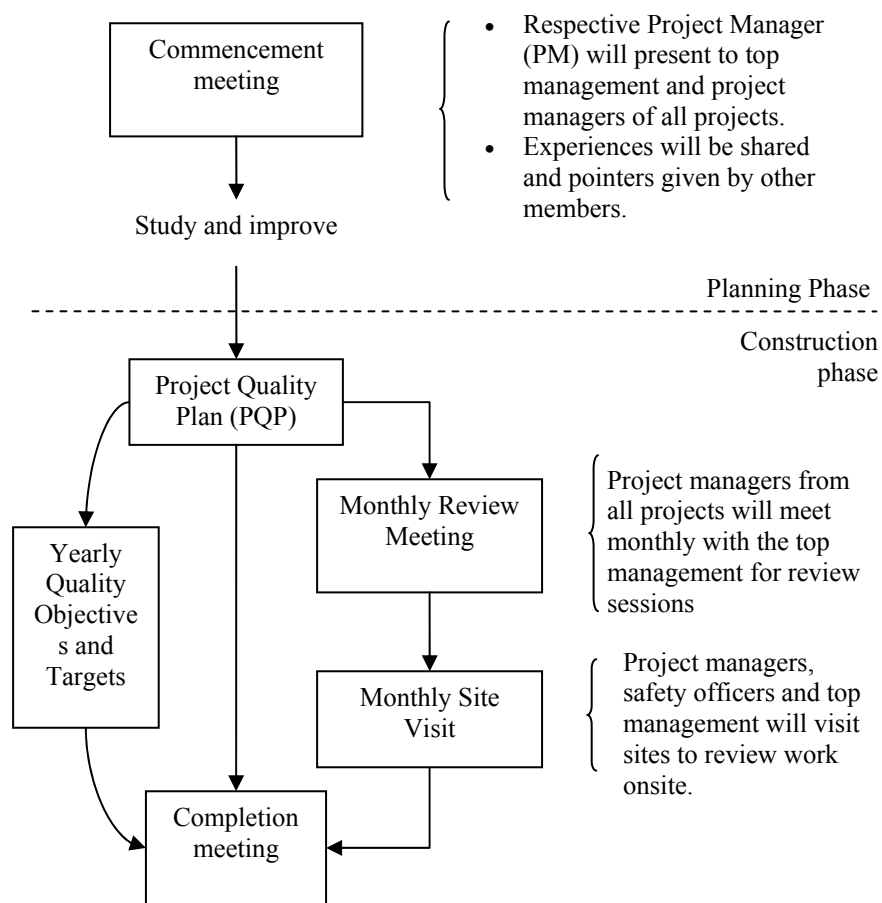 Commencement
meeting
• Respective Project Manager
(PM) will present to top
management and project
managers of all projects.
• Experiences will be shared
and pointers given by other
members.
Study and improve
Planning Phase
Construction
phase
Project Quality
Plan (PQP)
Monthly Review
Meeting
Project managers from
all projects will meet
monthly with the top
management for review
sessions
Yearly
Quality
Objective
s and
Targets
Monthly Site
Visit
Project managers,
safety officers and top
management will visit
sites to review work
onsite.
Completion
meeting